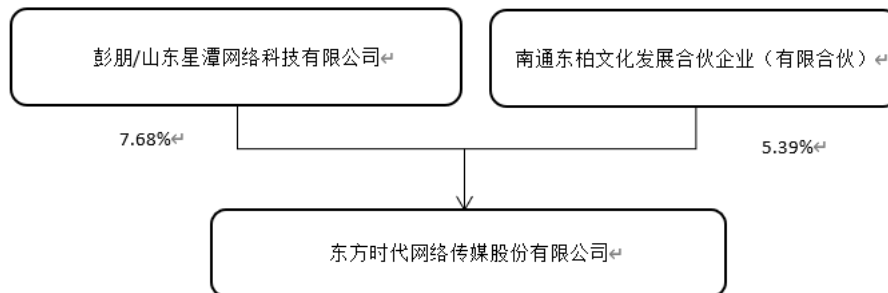 彭朋/山东星潭网络科技有限公司↵
南通东柏文化发展合伙企业（有限合伙）↵
7.68%↵
5.39%↵
东方时代网络传媒股份有限公司↵